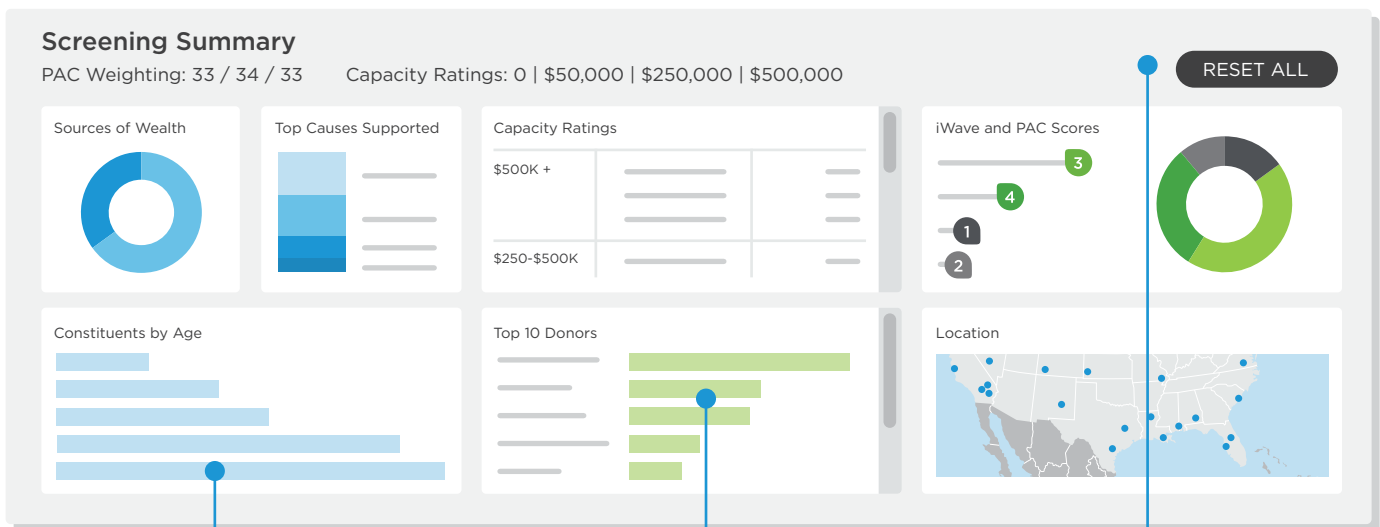 Screening Summary
PAC Weighting: 33 / 34 / 33 Capacity Ratings: 0 | $50,000 | $250,000 | $500,000
RESET ALL
Sources of Wealth
Top Causes Supported
Capacity Ratings
$500K +
$250-$500K
iWave and PAC Scores
3
4
1
2
Constituents by Age
Top 10 Donors
Location